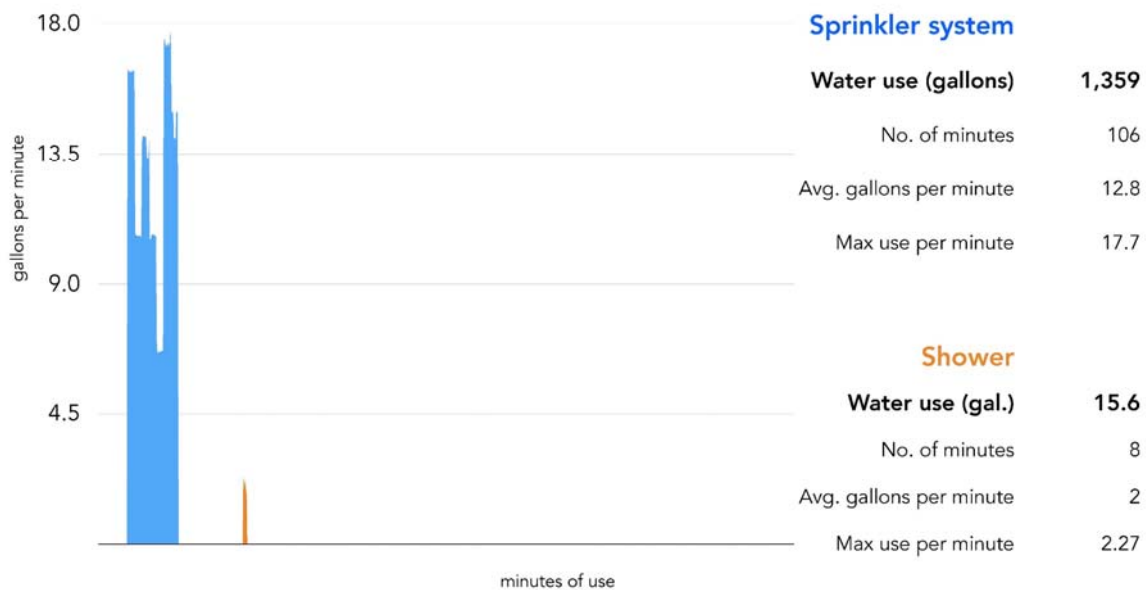 18.0
13.5
9.0
4.5
gallons per minute
minutes of use
Sprinkler system
Water use (gallons) 1,359
No. of minutes 106
Avg. gallons per minute 12.8
Max use per minute 17.7
Shower
Water use (gal.) 15.6
No. of minutes 8
Avg. gallons per minute 2
Max use per minute 2.27